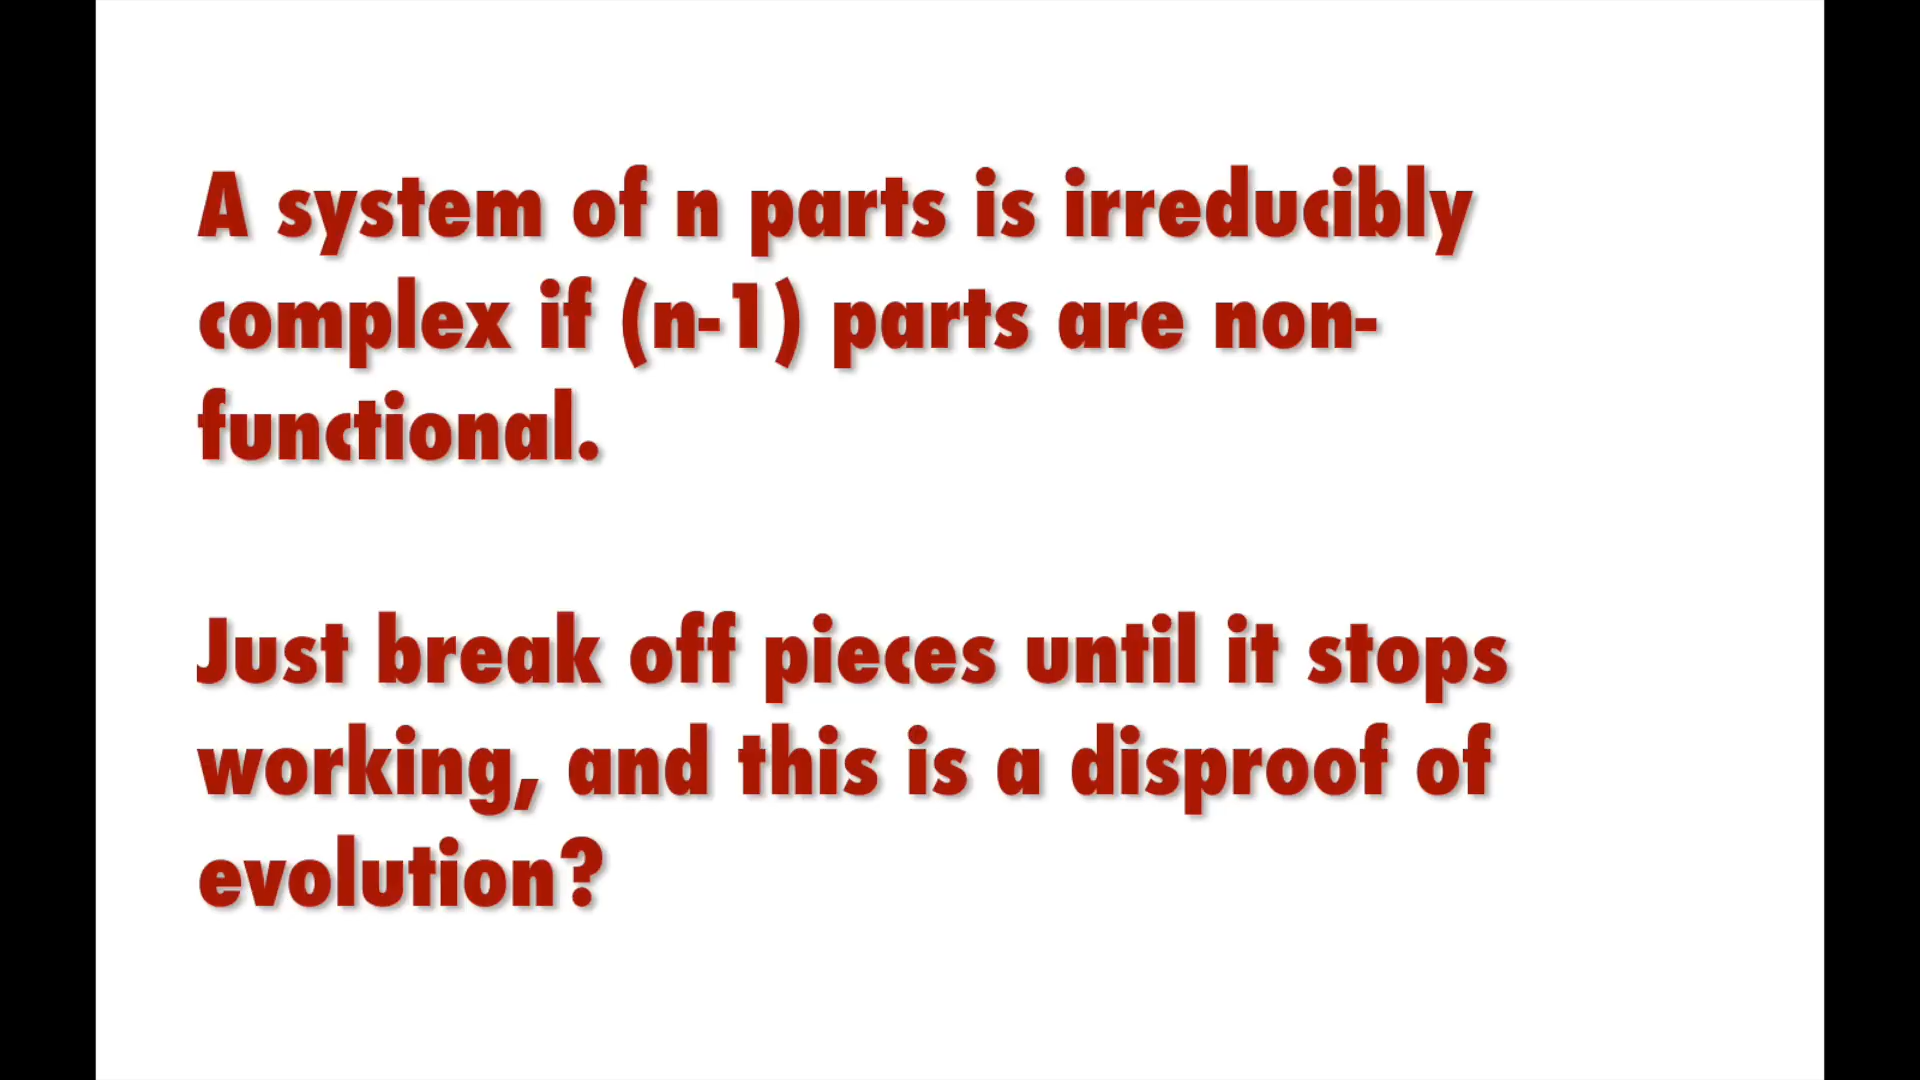 A system of n parts is irreducibly
complex if (n-1) parts are non-
functional.
Just break off pieces until it stops
working, and this is a disproof of
evolution?